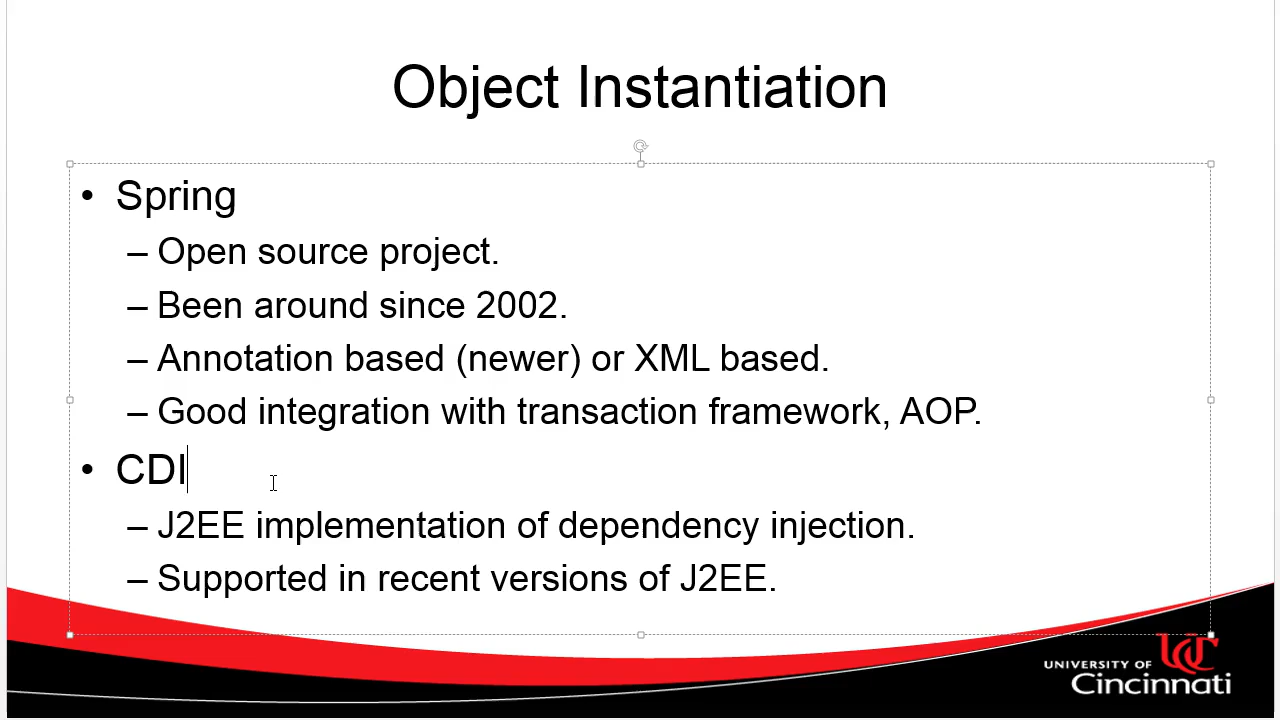 Object Instantiation
• Spring
– Open source project.
– Been around since 2002.
– Annotation based (newer) or XML based.
– Good integration with transaction framework, AOP.
• CDI
– J2EE implementation of dependency injection.
– Supported in recent versions of J2EE.
UNIVERSITY OF
Cincinnati